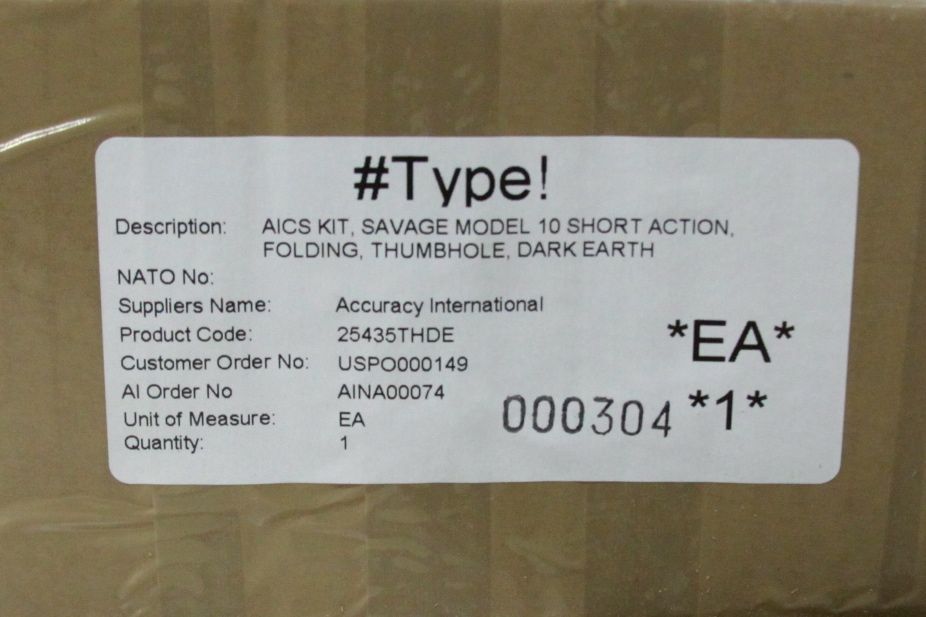 #Type!
Description: AICS KIT, SAVAGE MODEL 10 SHORT ACTION,
FOLDING, THUMBHOLE, DARK EARTH
NATO No:
Suppliers Name: Accuracy International
Product Code: 25435THDE
*EA*
Customer Order No: USPO000149
AI Order No AINA00074
000304 *1*
Unit of Measure: EA
Quantity: 1